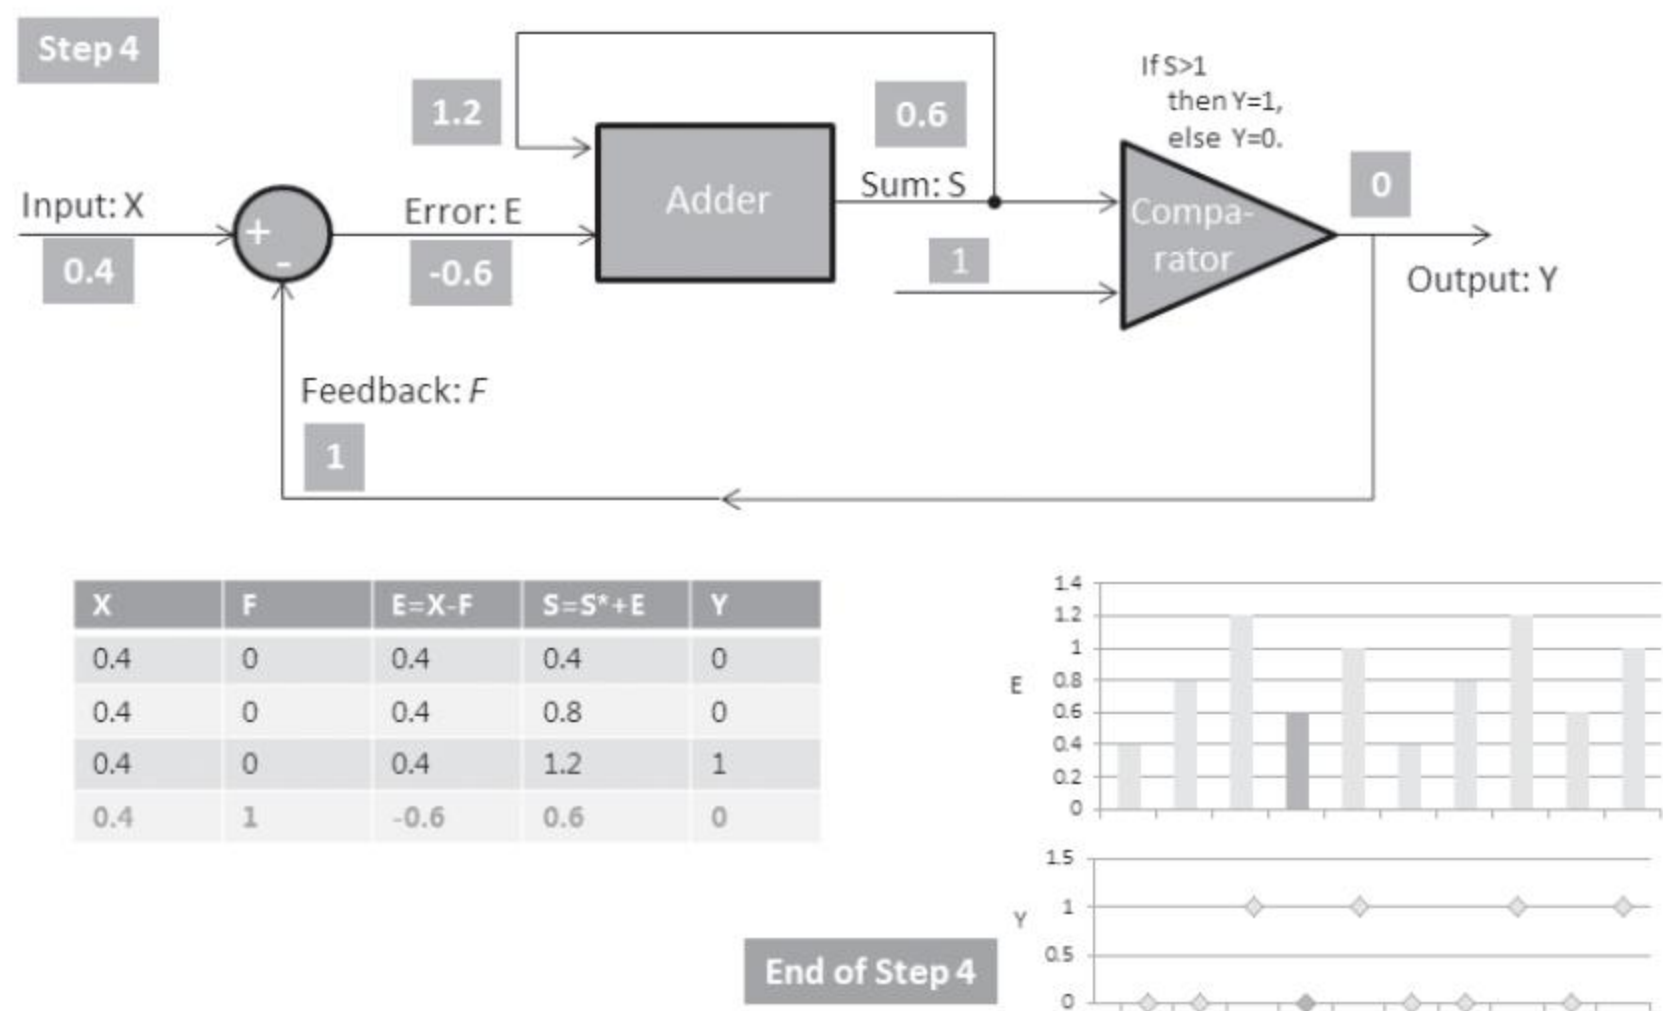 Step 4
If S>1
then Y=1,
else Y=0.
1.2
0.6
0
Input: X
0.4
+
-
Error: E
-0.6
Adder
Sum: S
1
Compa-
rator
Output: Y
Feedback: F
1
X F E=X-F S=S*+E Y
0.4 0 0.4 0.4 0
0.4 0 0.4 0.8 0
0.4 0 0.4 1.2 1
0.4 1 -0.6 0.6 0
1.4
1.2
1
E
0.8
0.6
0.4
0.2
0
1.5
1
Y
0.5
0
End of Step 4